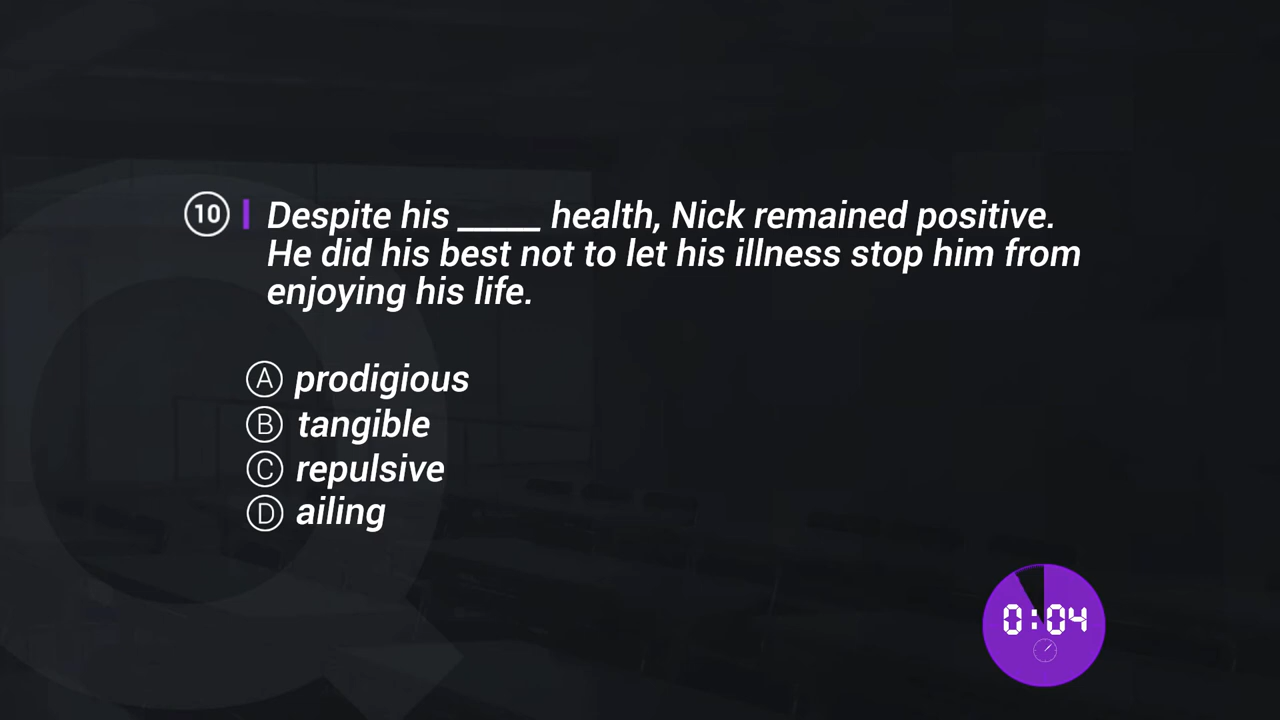 10 Despite his _____ health, Nick remained positive.
He did his best not to let his illness stop him from
enjoying his life.
A prodigious
B tangible
C repulsive
D ailing
0:04